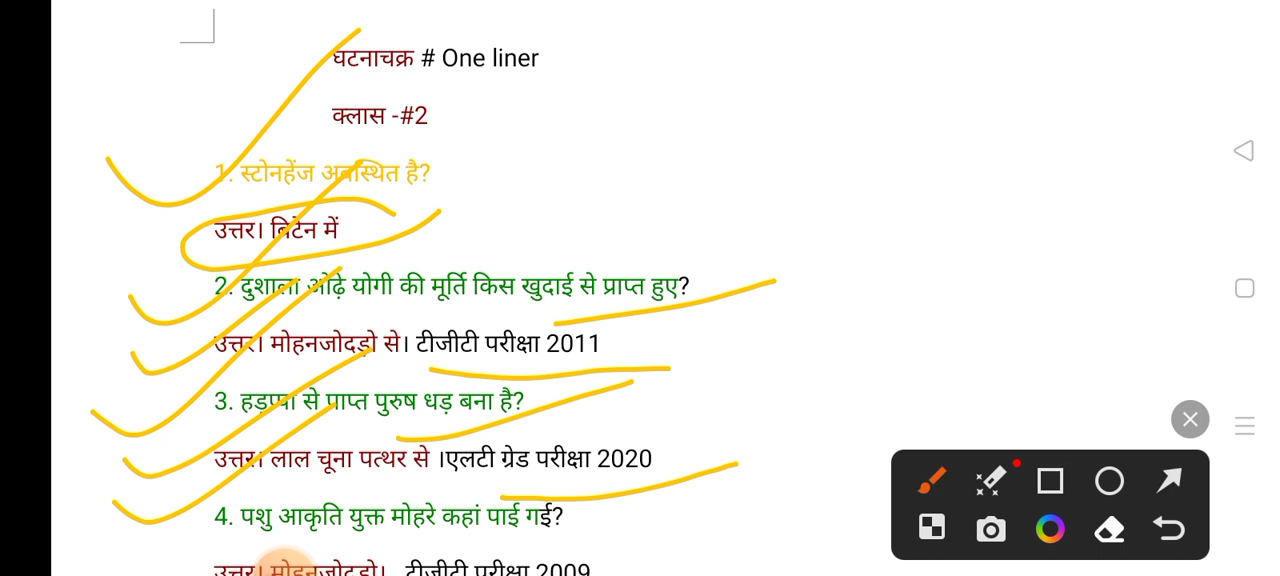 घटनाचक्र # One liner
क्लास -#2
1. स्टोनहेंज अवस्थित है?
उत्तर। ब्रिटेन में
2. दुशाला ओढ़े योगी की मूर्ति किस खुदाई से प्राप्त हुए?
उत्तर। मोहनजोदड़ो से। टीजीटी परीक्षा 2011
3. हड़प्पा से प्राप्त पुरुष धड़ बना है?
उत्तर। लाल चूना पत्थर से ।एलटी ग्रेड परीक्षा 2020
4. पशु आकृति युक्त मोहरे कहां पाई गई?
उत्तर। मोहनजोदड़ो। टीजीटी परीक्षा 2009